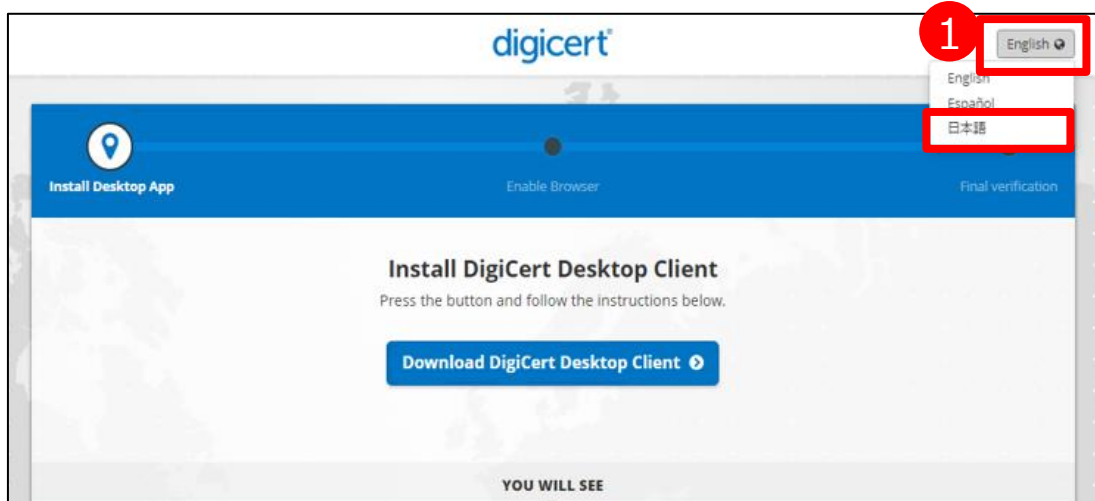 digicert
1
English
English
Español
日本語
Install Desktop App
Enable Browser
Final verification
Install DigiCert Desktop Client
Press the button and follow the instructions below.
Download DigiCert Desktop Client
YOU WILL SEE